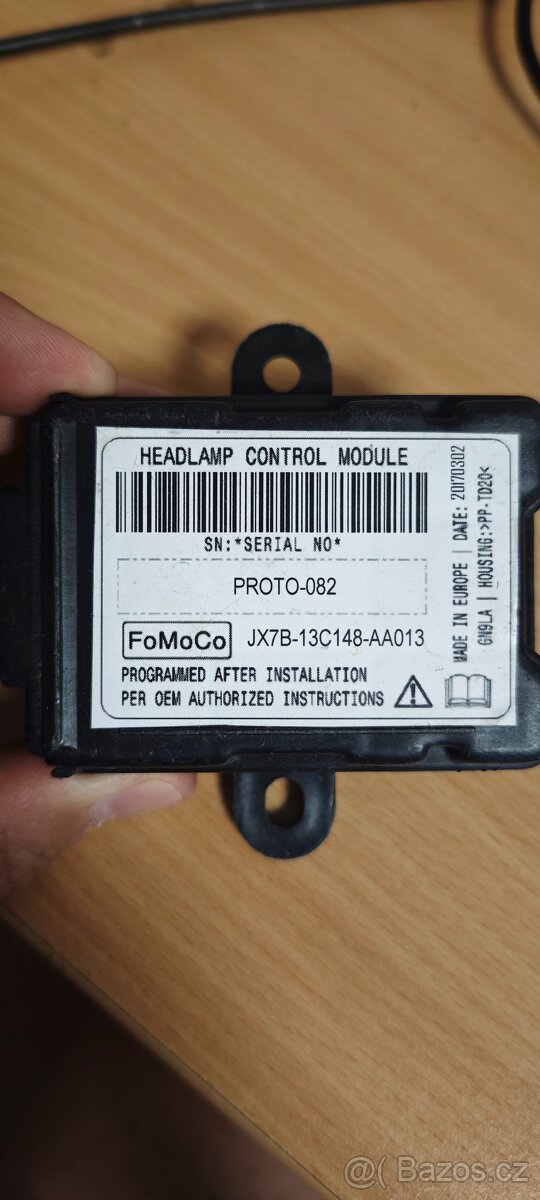 HEADLAMP CONTROL MODULE
SN:*SERIAL NO*
PROTO-082
FoMoCo JX7B-13C148-AA013
PROGRAMMED AFTER INSTALLATION
PER OEM AUTHORIZED INSTRUCTIONS
MADE IN EUROPE | DATE: 20170302
GN9LA | HOUSING:>PP-TD20<
Bazos.cz